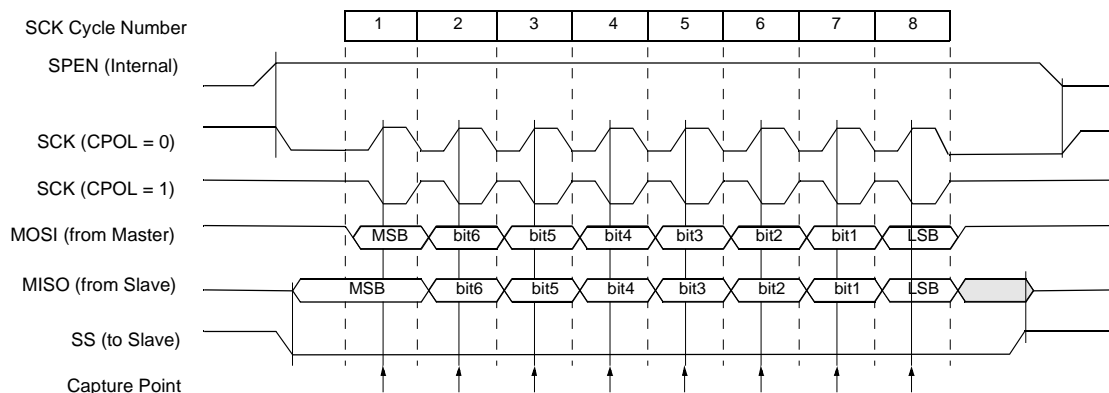 SCK Cycle Number 1 2 3 4 5 6 7 8
SPEN (Internal)
SCK (CPOL = 0)
SCK (CPOL = 1)
MOSI (from Master) MSB bit6 bit5 bit4 bit3 bit2 bit1 LSB
MISO (from Slave) MSB bit6 bit5 bit4 bit3 bit2 bit1 LSB
SS (to Slave)
Capture Point